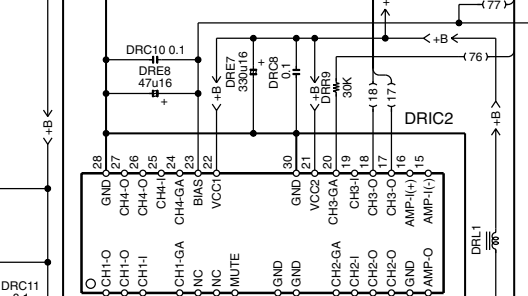 77
+B
76
DRC10 0.1
DRE8
47u16
+
DRE7
330u16
+
DRC8
0.1
+B
+B
DRR9
30K
18
17
+B
+B
DRIC2
28
27
26
25
24
23
22
30
21
20
19
18
17
16
15
GND
CH4-O
CH4-O
CH4-I
CH4-GA
BIAS
VCC1
GND
VCC2
CH3-GA
CH3-I
CH3-O
CH3-O
AMP-I(+)
AMP-I(-)
CH1-O
CH1-O
CH1-I
CH1-GA
NC
NC
MUTE
GND
GND
CH2-GA
CH2-I
CH2-O
CH2-O
GND
AMP-O
DRL1
DRC11